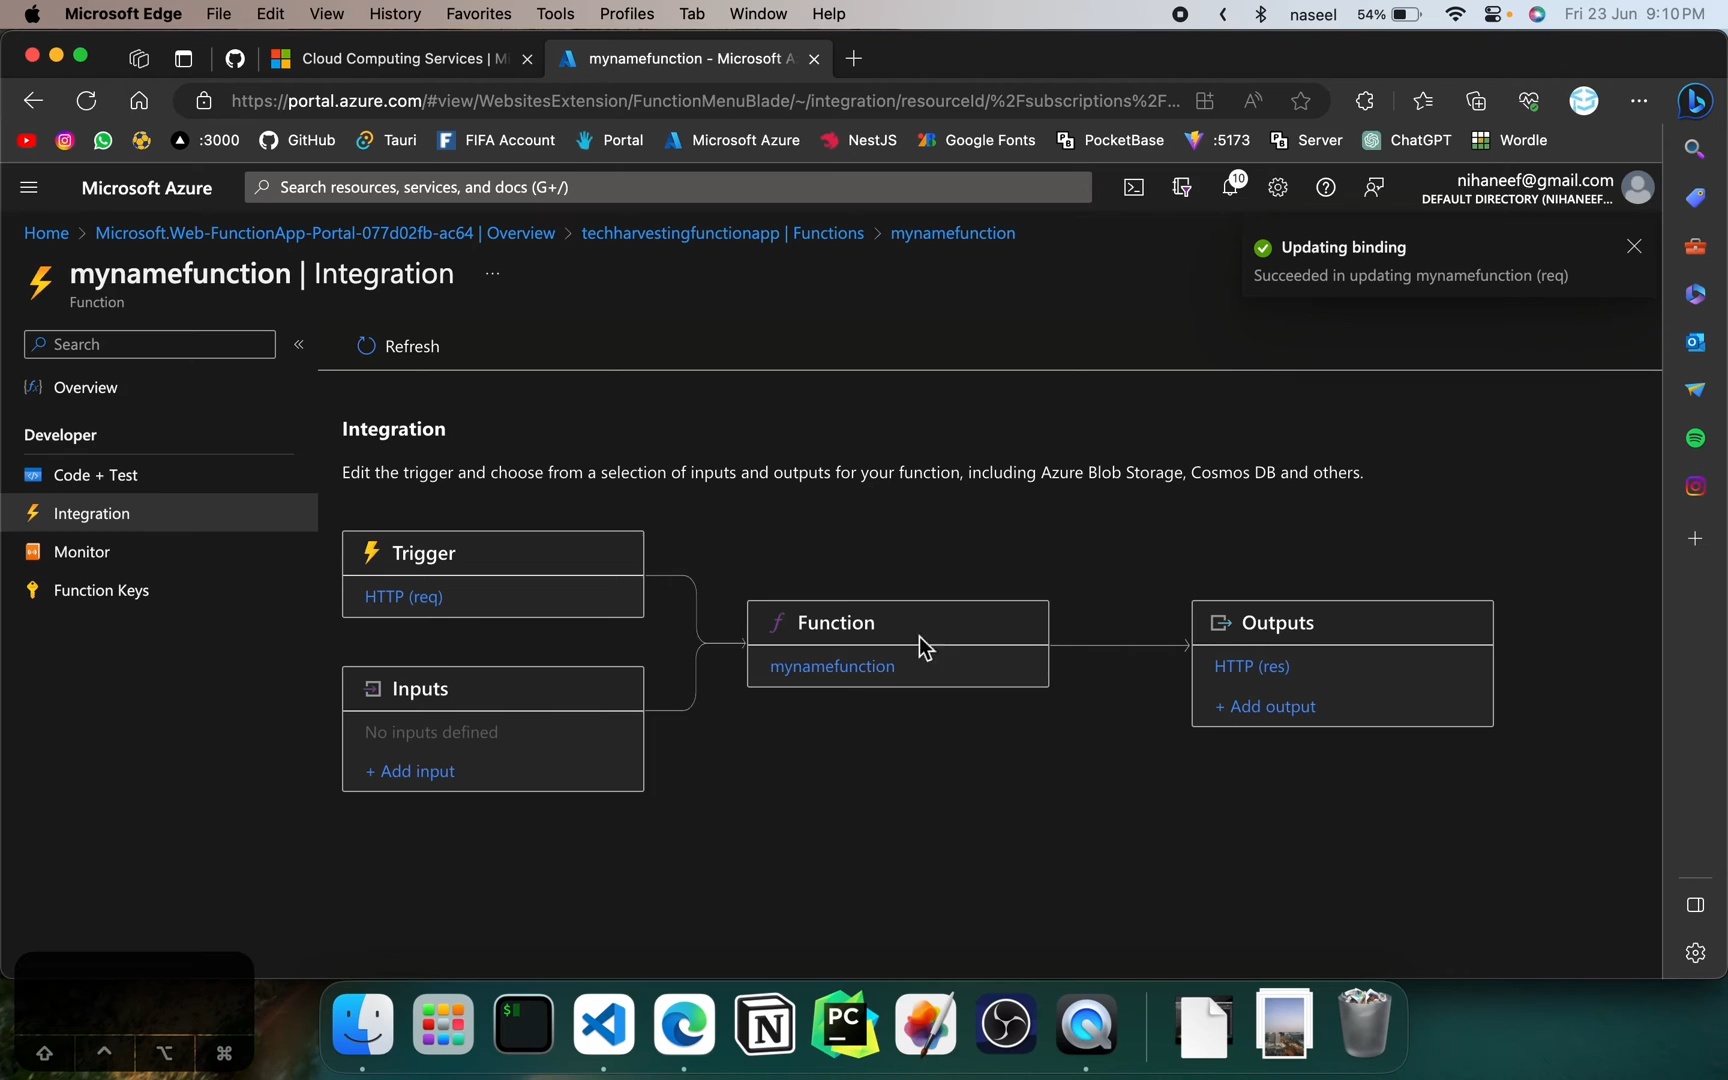 Microsoft Edge File Edit View History Favorites Tools Profiles Tab Window Help naseel 54% Fri 23 Jun 9:10PM
Cloud Computing Services | Mi mynamefunction - Microsoft A
https://portal.azure.com/#view/WebsitesExtension/FunctionMenuBlade/~/integration/resourceId/%2Fsubscriptions%2F...
:3000 GitHub Tauri FIFA Account Portal Microsoft Azure NestJS Google Fonts PocketBase :5173 Server ChatGPT Wordle
Microsoft Azure Search resources, services, and docs (G+/) 10 nihaneef@gmail.com
DEFAULT DIRECTORY (NIHANEEF...
Home > Microsoft.Web-FunctionApp-Portal-077d02fb-ac64 | Overview > techharvestingfunctionapp | Functions > mynamefunction
Updating binding
Succeeded in updating mynamefunction (req)
mynamefunction | Integration ...
Function
Search «
Refresh
Overview
Developer
Code + Test
Integration
Monitor
Function Keys
Integration
Edit the trigger and choose from a selection of inputs and outputs for your function, including Azure Blob Storage, Cosmos DB and others.
Trigger
HTTP (req)
Inputs
No inputs defined
+ Add input
Function
mynamefunction
Outputs
HTTP (res)
+ Add output
PC